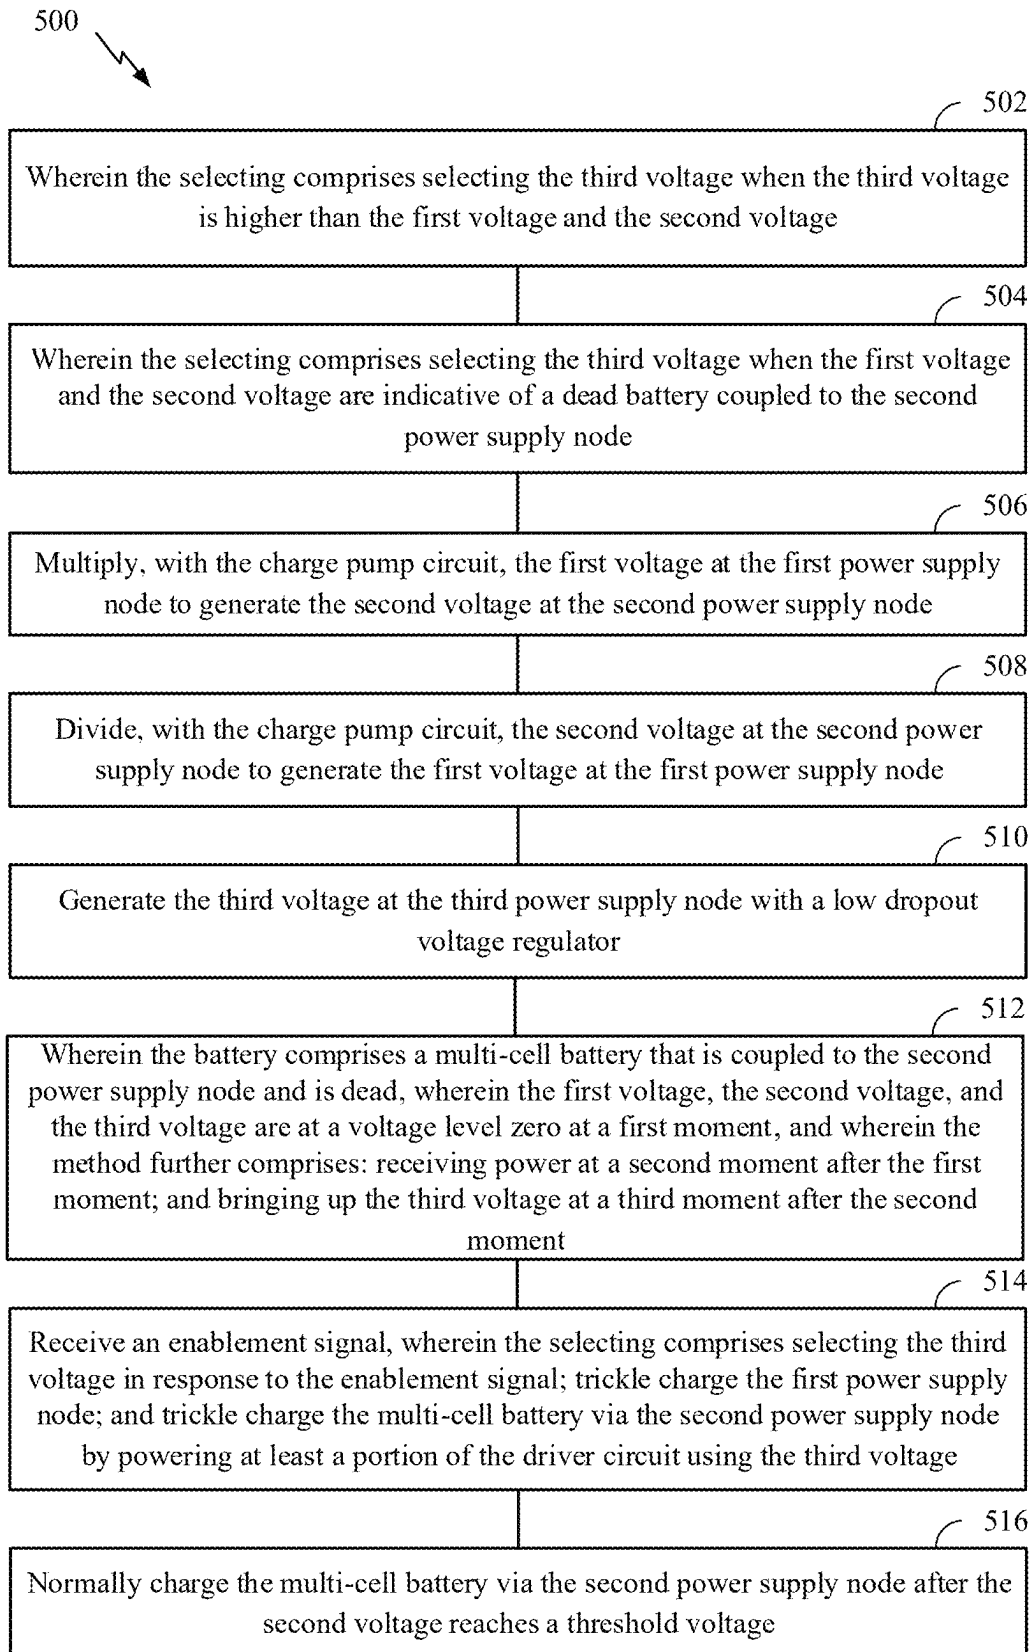 500
502
Wherein the selecting comprises selecting the third voltage when the third voltage
is higher than the first voltage and the second voltage
504
Wherein the selecting comprises selecting the third voltage when the first voltage
and the second voltage are indicative of a dead battery coupled to the second
power supply node
506
Multiply, with the charge pump circuit, the first voltage at the first power supply
node to generate the second voltage at the second power supply node
508
Divide, with the charge pump circuit, the second voltage at the second power
supply node to generate the first voltage at the first power supply node
510
Generate the third voltage at the third power supply node with a low dropout
voltage regulator
512
Wherein the battery comprises a multi-cell battery that is coupled to the second
power supply node and is dead, wherein the first voltage, the second voltage, and
the third voltage are at a voltage level zero at a first moment, and wherein the
method further comprises: receiving power at a second moment after the first
moment; and bringing up the third voltage at a third moment after the second
moment
514
Receive an enablement signal, wherein the selecting comprises selecting the third
voltage in response to the enablement signal; trickle charge the first power supply
node; and trickle charge the multi-cell battery via the second power supply node
by powering at least a portion of the driver circuit using the third voltage
516
Normally charge the multi-cell battery via the second power supply node after the
second voltage reaches a threshold voltage